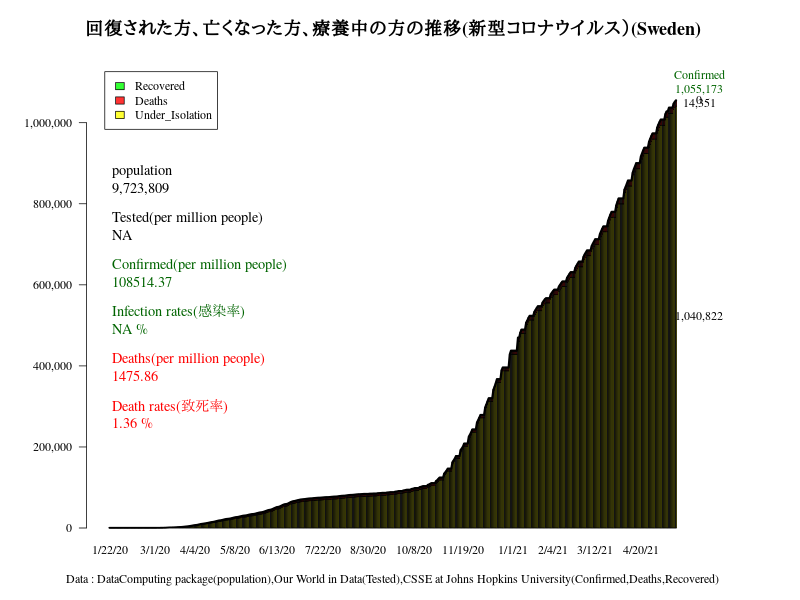 回復された方、亡くなった方、療養中の方の推移(新型コロナウイルス）(Sweden)
Confirmed
1,055,173
0
14,351
1,040,822
Recovered
Deaths
Under_Isolation
population
9,723,809
Tested(per million people)
NA
Confirmed(per million people)
108514.37
Infection rates(感染率)
NA %
Deaths(per million people)
1475.86
Death rates(致死率)
1.36 %
1,000,000
800,000
600,000
400,000
200,000
0
1/22/20 3/1/20 4/4/20 5/8/20 6/13/20 7/22/20 8/30/20 10/8/20 11/19/20 1/1/21 2/4/21 3/12/21 4/20/21
Data : DataComputing package(population),Our World in Data(Tested),CSSE at Johns Hopkins University(Confirmed,Deaths,Recovered)